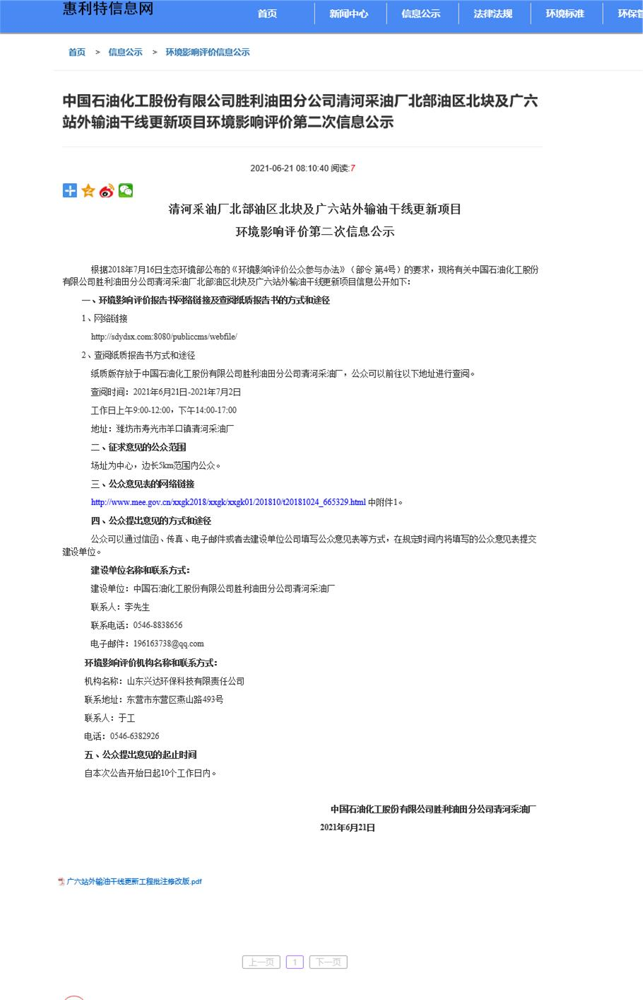 惠利特信息网
首页 新闻中心 信息公示 法律法规 环境标准 环保管
首页 > 信息公示 > 环境影响评价信息公示
中国石油化工股份有限公司胜利油田分公司清河采油厂北部油区北块及广六
站外输油干线更新项目环境影响评价第二次信息公示
2021-06-21 08:10:40 阅读:7
清河采油厂北部油区北块及广六站外输油干线更新项目
环境影响评价第二次信息公示
根据2018年7月16日生态环境部公布的《环境影响评价公众参与办法》（部令 第4号）的要求，现将有关中国石油化工股份
有限公司胜利油田分公司清河采油厂北部油区北块及广六站外输油干线更新项目信息公开如下：
一、环境影响评价报告书网络链接及查阅纸质报告书的方式和途径
1、网络链接
http://sdydsx.com:8080/publiccms/webfile/
2、查阅纸质报告书方式和途径
纸质版存放于中国石油化工股份有限公司胜利油田分公司清河采油厂，公众可以前往以下地址进行查阅。
查阅时间：2021年6月21日-2021年7月2日
工作日上午9:00-12:00，下午14:00-17:00
地址：潍坊市寿光市羊口镇清河采油厂
二、征求意见的公众范围
场址为中心，边长5km范围内公众。
三、公众意见表的网络链接
http://www.mee.gov.cn/xxgk2018/xxgk/xxgk01/201810/t20181024_665329.html 中附件1。
四、公众提出意见的方式和途径
公众可以通过信函、传真、电子邮件或者去建设单位公司填写公众意见表等方式，在规定时间内将填写的公众意见表提交
建设单位。
建设单位名称和联系方式：
建设单位：中国石油化工股份有限公司胜利油田分公司清河采油厂
联系人：李先生
联系电话：0546-8838656
电子邮件：196163738@qq.com
环境影响评价机构名称和联系方式：
机构名称：山东兴达环保科技有限责任公司
联系地址：东营市东营区燕山路493号
联系人：于工
电话：0546-6382926
五、公众提出意见的起止时间
自本次公告开始日起10个工作日内。
中国石油化工股份有限公司胜利油田分公司清河采油厂
2021年6月21日
广六站外输油干线更新工程批注修改版.pdf
上一页 1 下一页